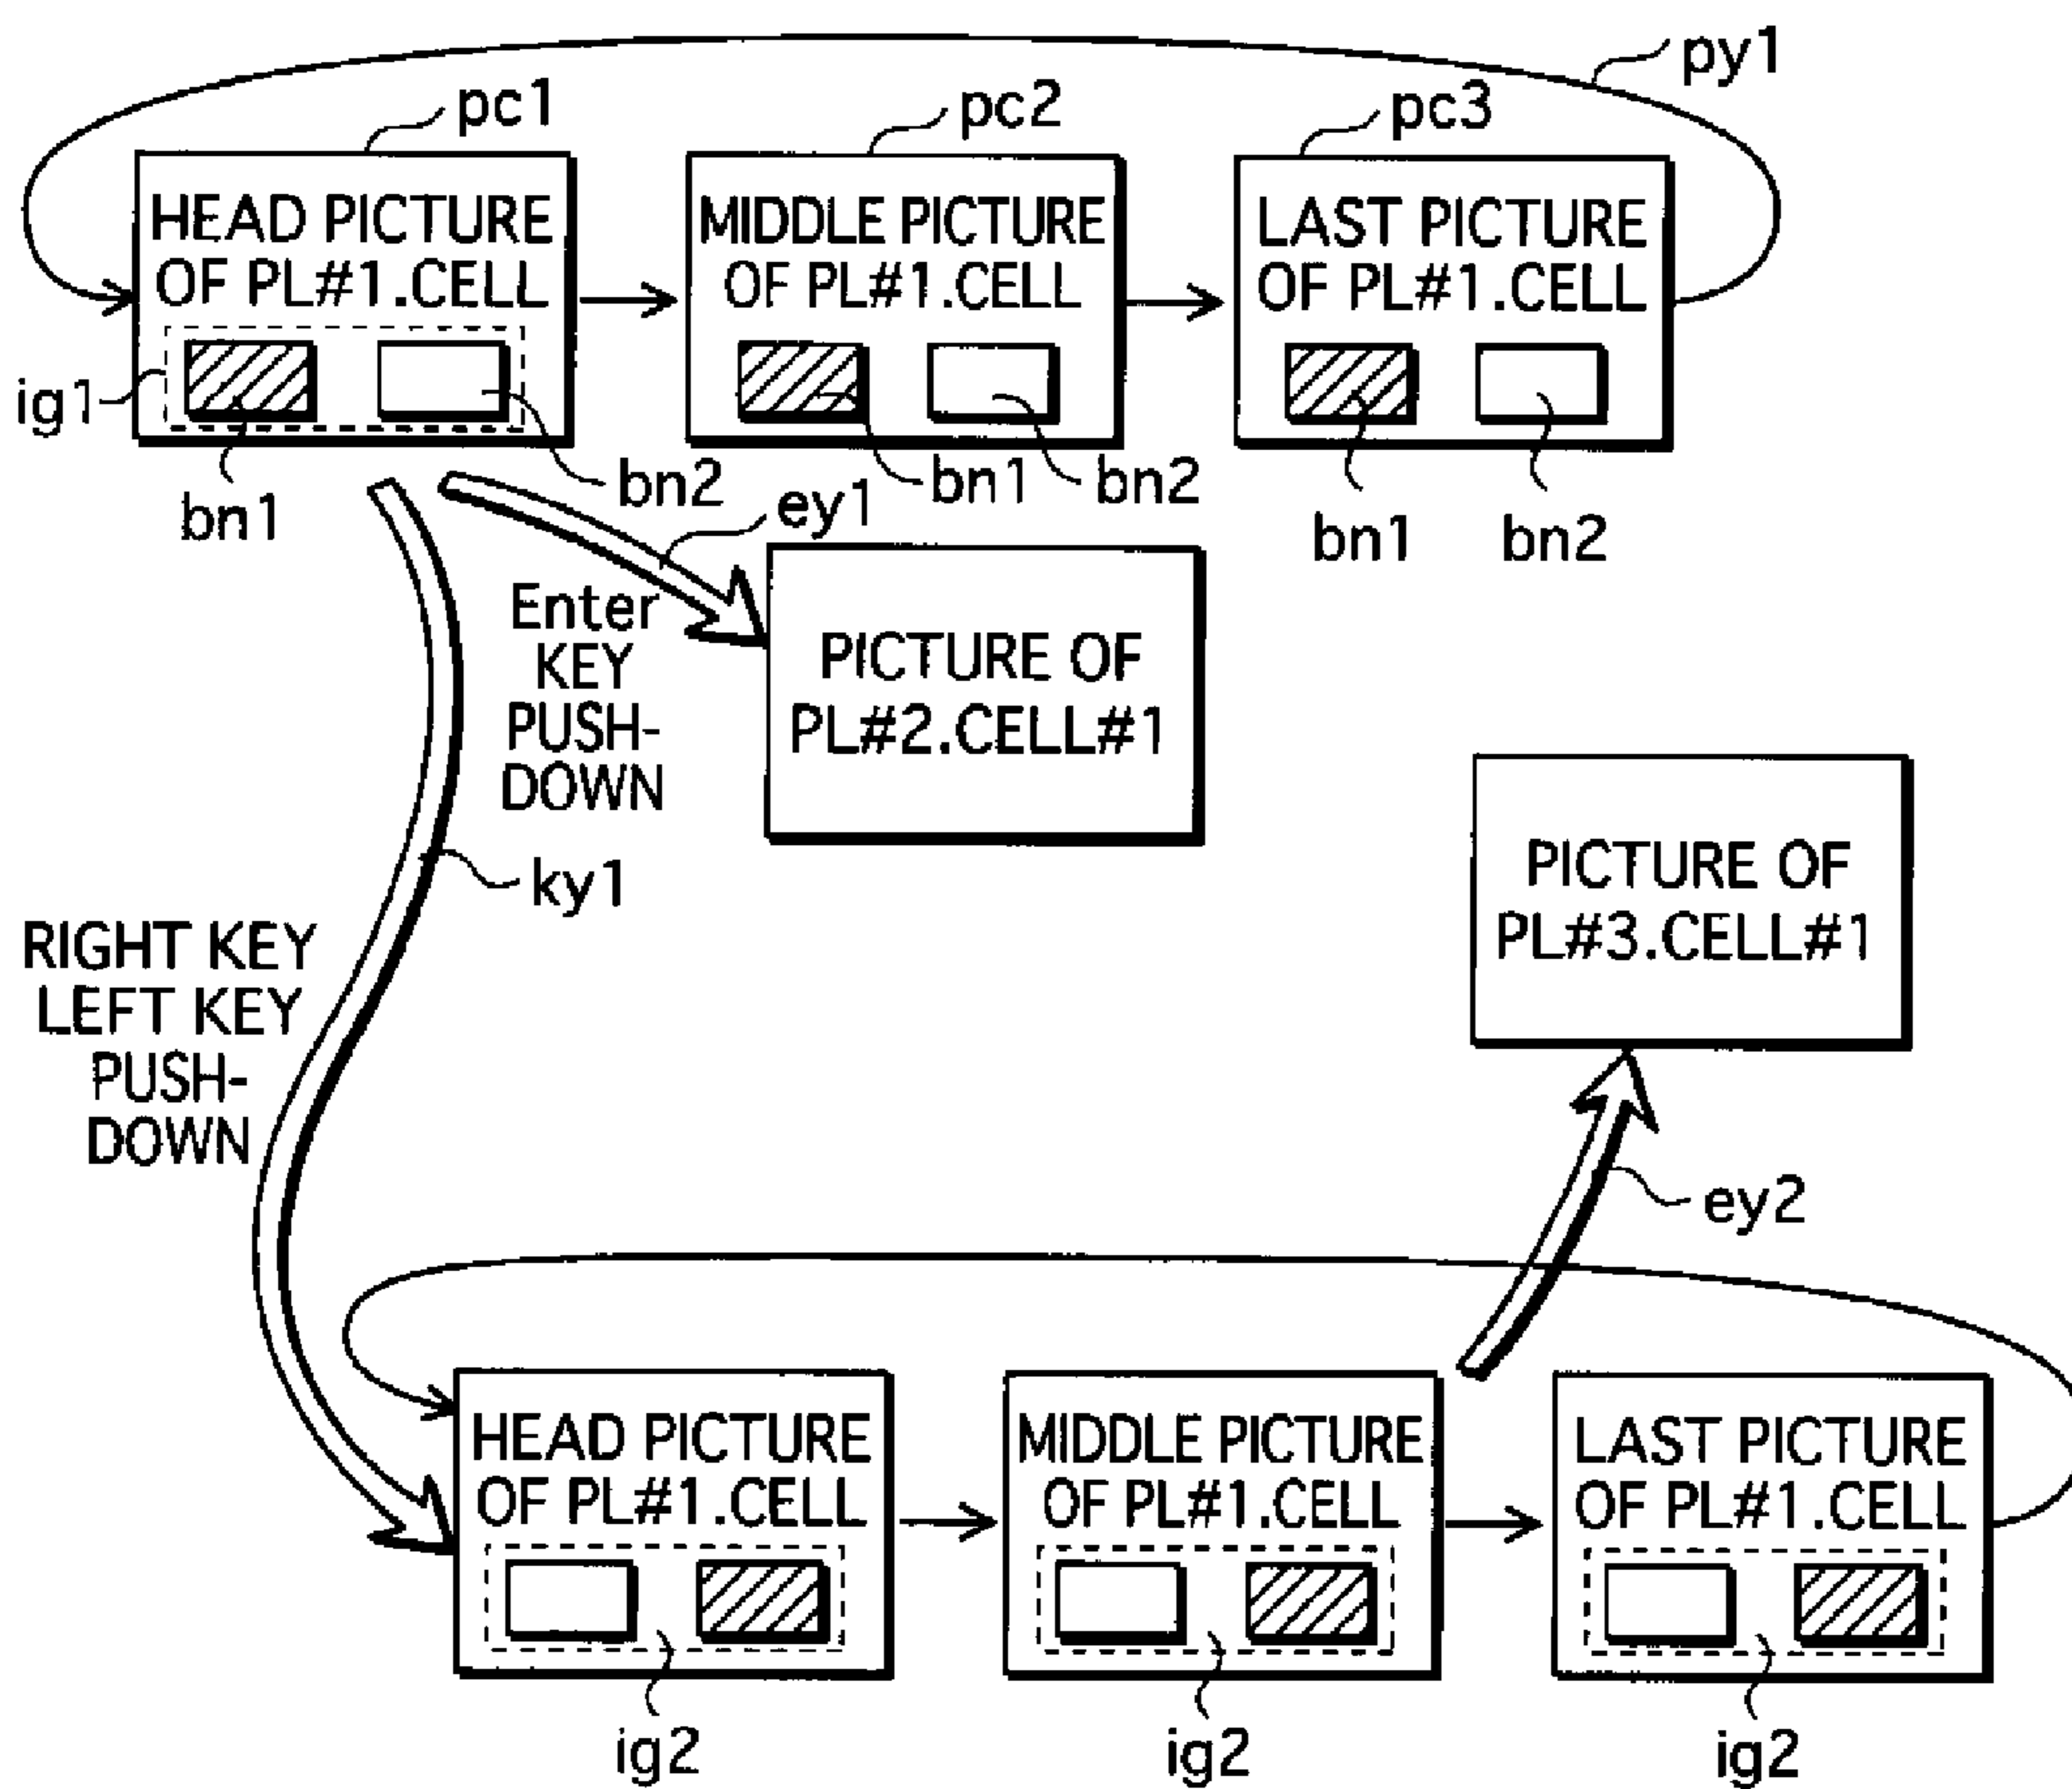 py1
pc1
pc2
pc3
HEAD PICTURE
OF PL#1.CELL
MIDDLE PICTURE
OF PL#1.CELL
LAST PICTURE
OF PL#1.CELL
ig1
bn1
bn2
bn1
bn2
bn1
bn2
ey1
Enter
KEY
PUSH-
DOWN
PICTURE OF
PL#2.CELL#1
ky1
RIGHT KEY
LEFT KEY
PUSH-
DOWN
PICTURE OF
PL#3.CELL#1
ey2
HEAD PICTURE
OF PL#1.CELL
MIDDLE PICTURE
OF PL#1.CELL
LAST PICTURE
OF PL#1.CELL
ig2
ig2
ig2